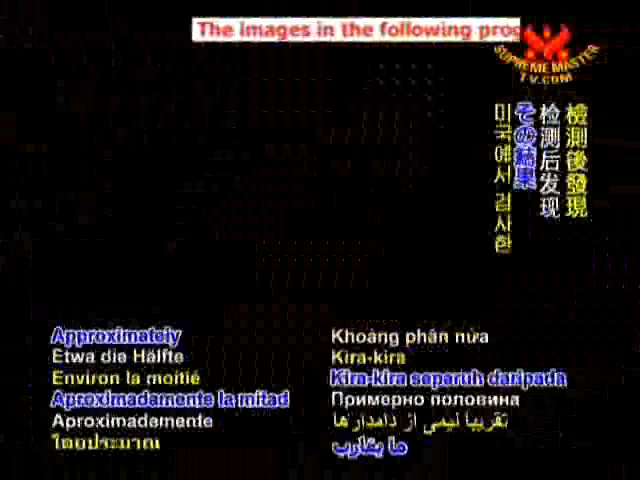 The images in the following prog
SUPREME MASTER
TV.COM
檢測後發現
检测后发现
その結果
미국에서 검사한
Approximately
Etwa die Hälfte
Environ la moitié
Aproximadamente la mitad
Aproximadamente
โดยประมาณ
Khoảng phân nửa
Kira-kira
Kira-kira separuh daripada
Примерно половина
تقریباً نیمی از دامدار ها
ما يقارب